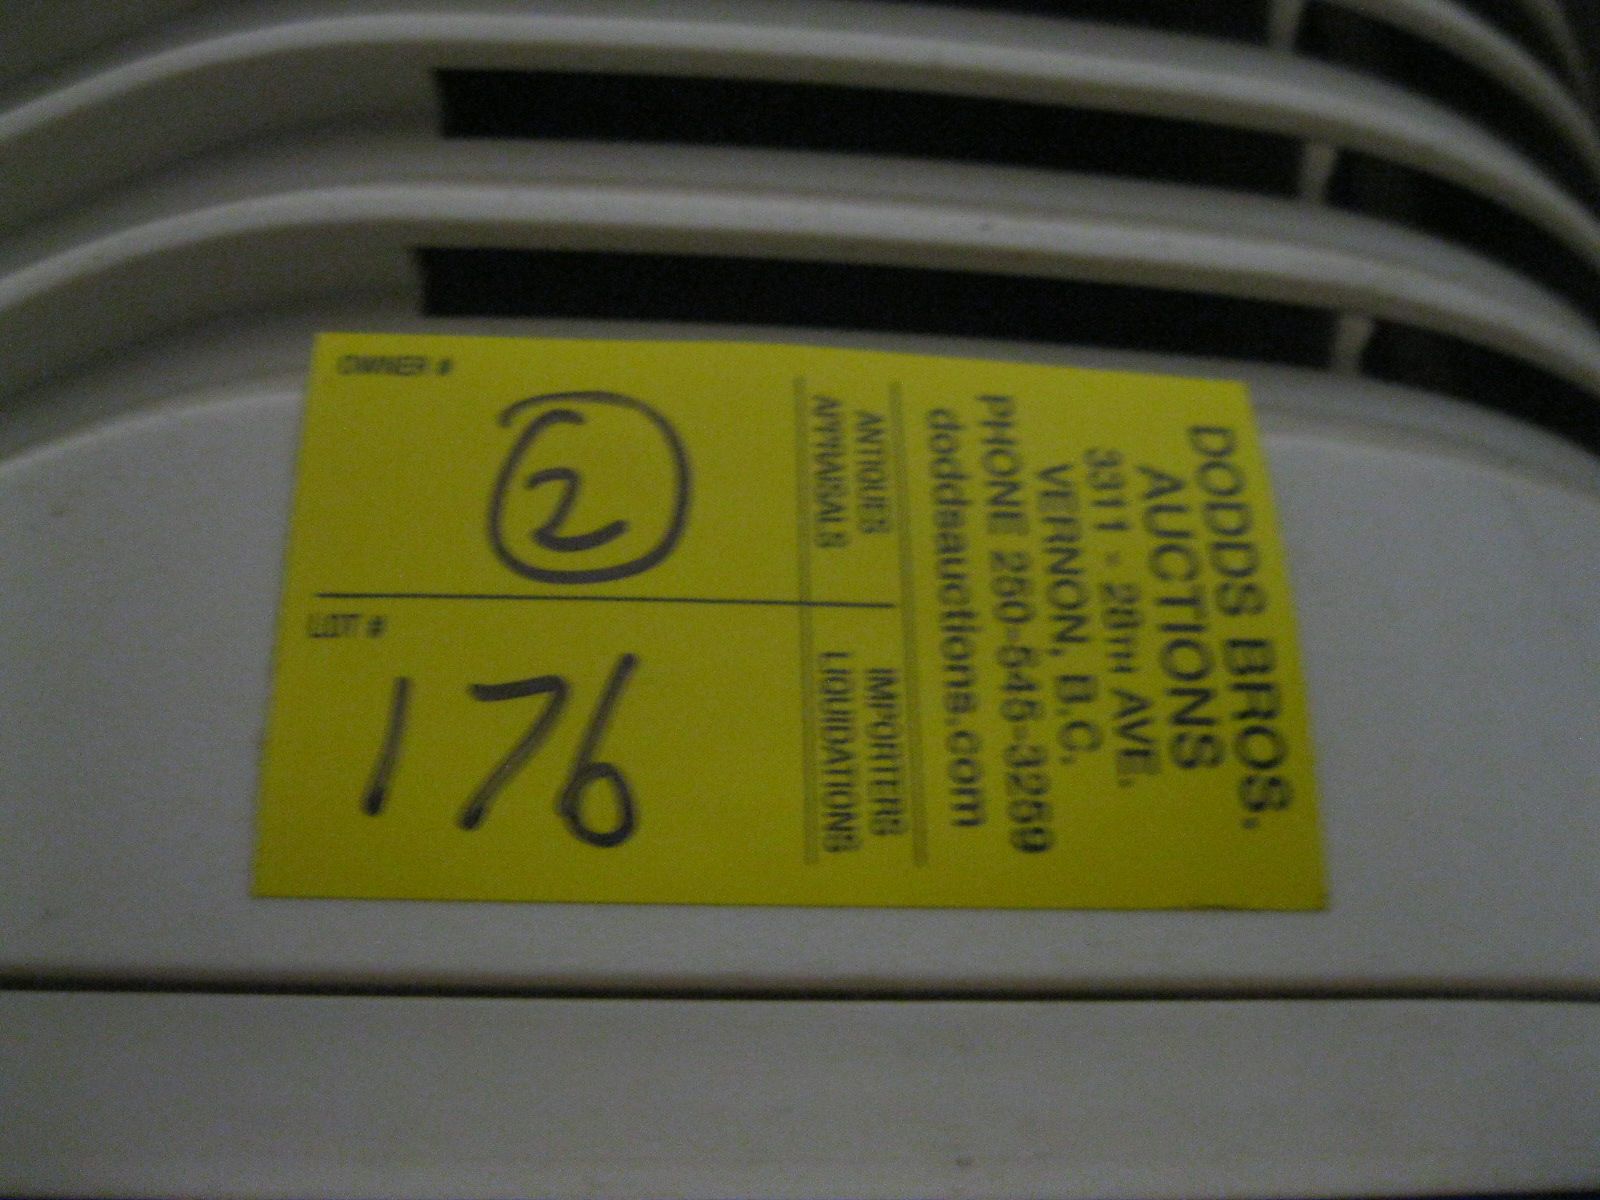 OWNER #
2
LOT #
176
DODDS BROS.
AUCTIONS
3311 - 28TH AVE.
VERNON, B.C.
PHONE 250-545-3259
doddsauctions.com
ANTIQUES IMPORTERS
APPRAISALS LIQUIDATIONS